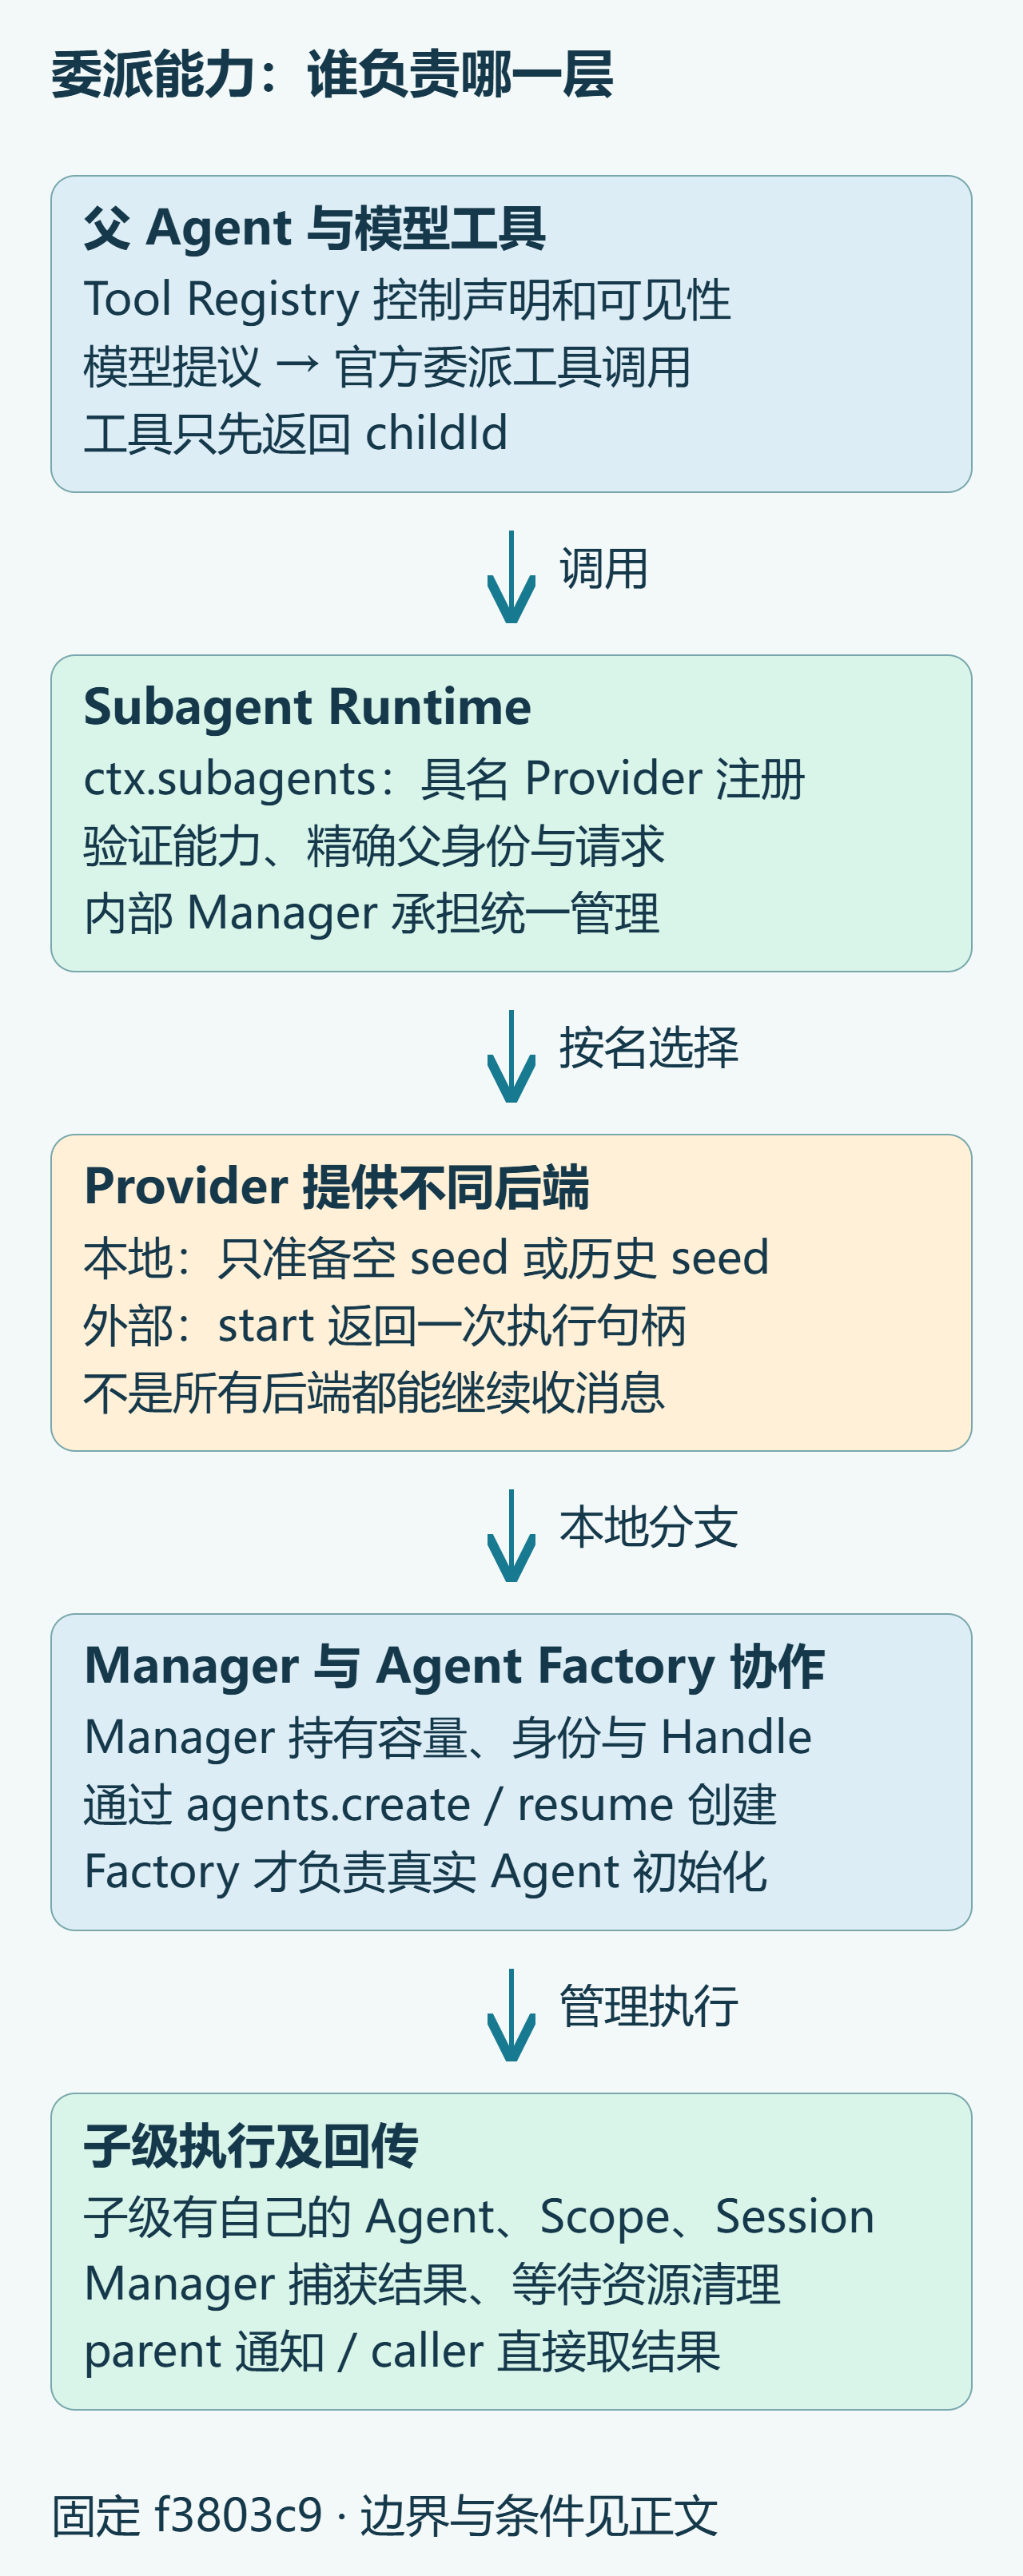 委派能力：谁负责哪一层
父 Agent 与模型工具
Tool Registry 控制声明和可见性
模型提议 → 官方委派工具调用
工具只先返回 childId
调用
Subagent Runtime
ctx.subagents：具名 Provider 注册
验证能力、精确父身份与请求
内部 Manager 承担统一管理
按名选择
Provider 提供不同后端
本地：只准备空 seed 或历史 seed
外部：start 返回一次执行句柄
不是所有后端都能继续收消息
本地分支
Manager 与 Agent Factory 协作
Manager 持有容量、身份与 Handle
通过 agents.create / resume 创建
Factory 才负责真实 Agent 初始化
管理执行
子级执行及回传
子级有自己的 Agent、Scope、Session
Manager 捕获结果、等待资源清理
parent 通知 / caller 直接取结果
固定 f3803c9 · 边界与条件见正文